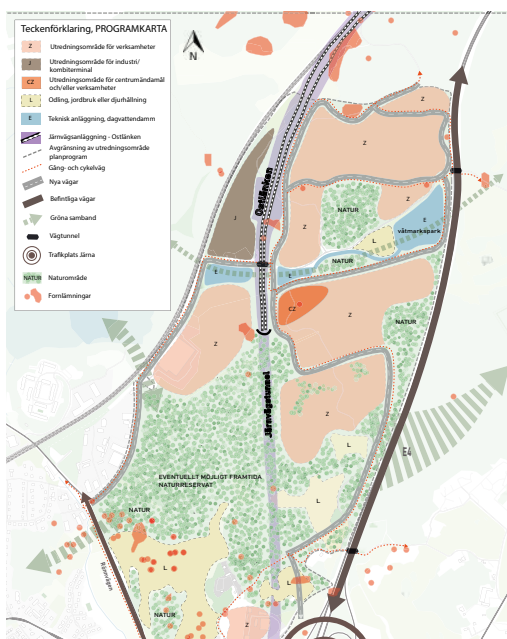 Teckenförklaring, PROGRAMKARTA
Z Utredningsområde för verksamheter
J Utredningsområde för industri/
kombiterminal
CZ Utredningsområde för centrumändamål
och/eller verksamheter
L Odling, jordbruk eller djurhållning
E Teknisk anläggning, dagvattendamm
Järnvägsanläggning - Ostlänken
Avgränsning av utredningsområde
planprogram
Gång- och cykelväg
Nya vägar
Befintliga vägar
Gröna samband
Vägtunnel
Trafikplats Järna
NATUR Naturområde
Fornlämningar
N
Z
Z
Ostlänken
NATUR
Z
J
Z
E
våtmarkspark
L
NATUR
E
E
CZ
Z
NATUR
Z
Järnvägstunnel
Z
L
E4
EVENTUELLT MÖJLIGT FRAMTIDA
NATURRESERVAT
L
NATUR
L
L
NATUR
Z